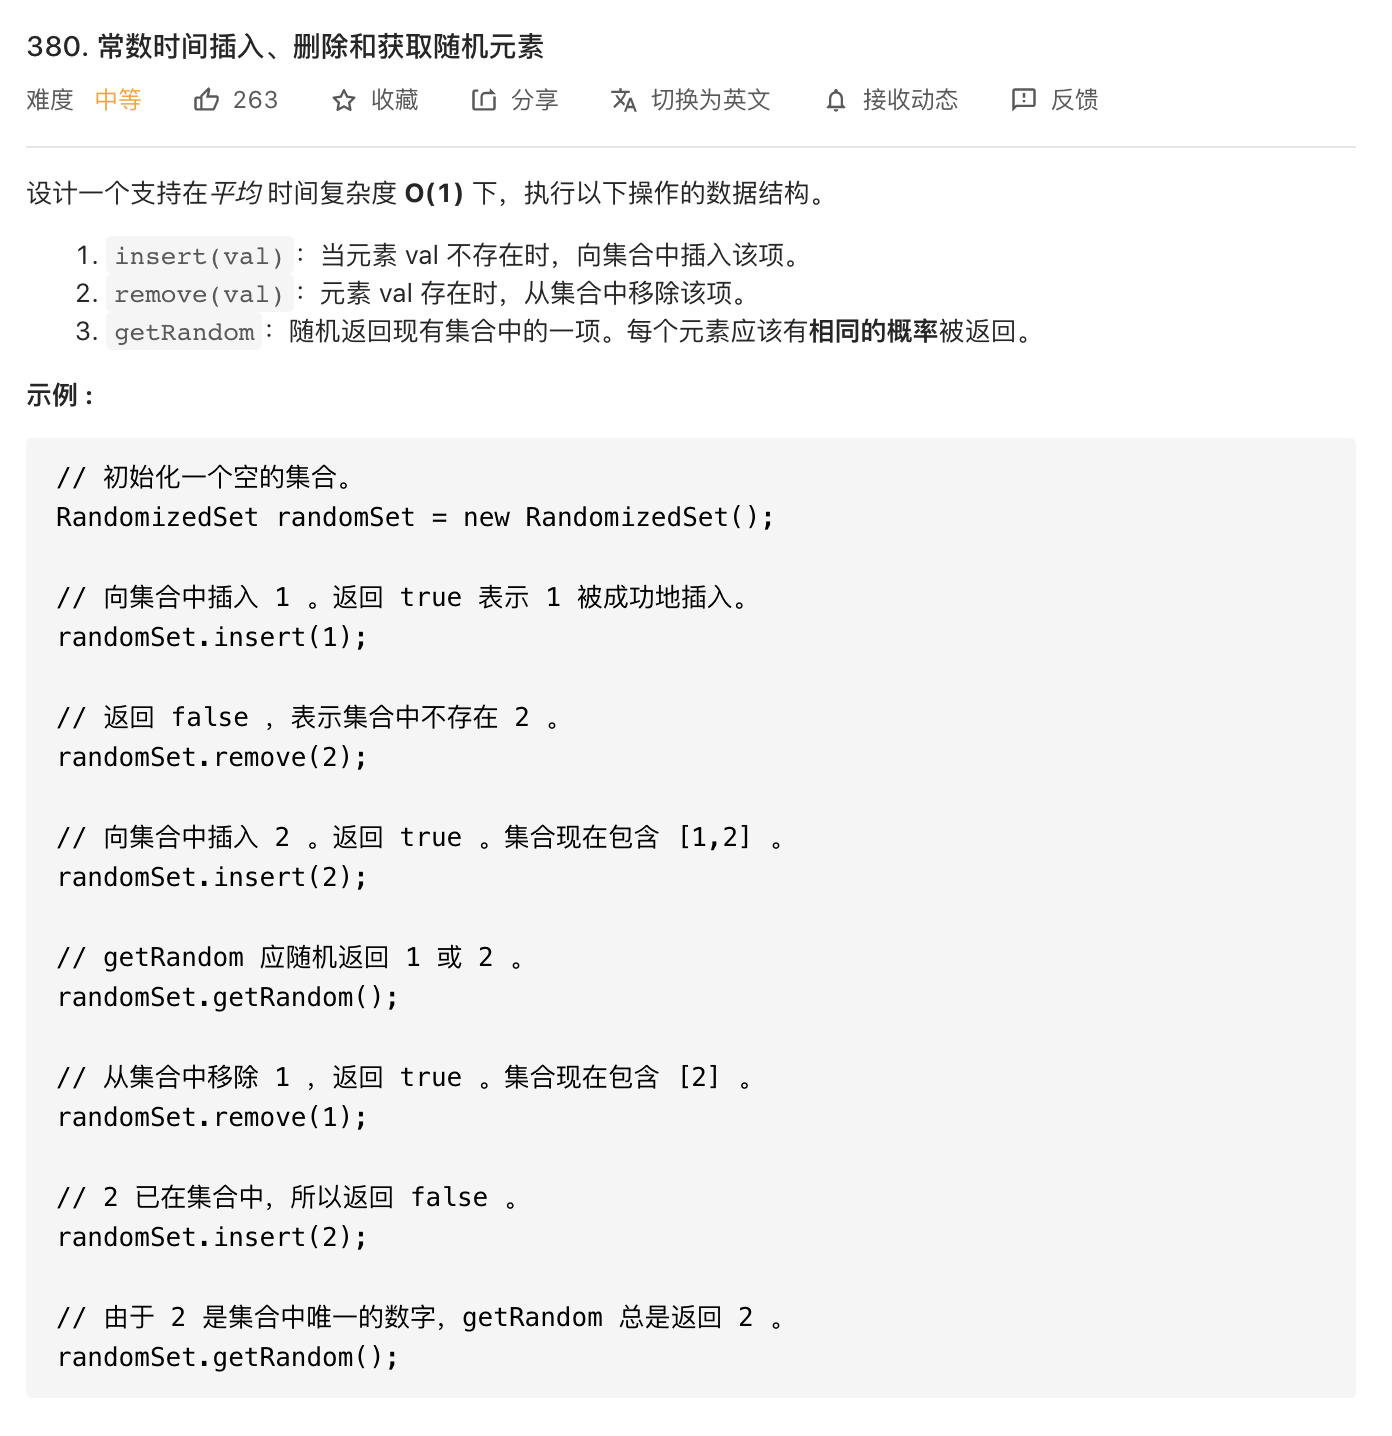 380. 常数时间插入、删除和获取随机元素
难度 中等 263 收藏 分享 切换为英文 接收动态 反馈
设计一个支持在平均 时间复杂度 O(1) 下，执行以下操作的数据结构。
1. insert(val)：当元素 val 不存在时，向集合中插入该项。
2. remove(val)：元素 val 存在时，从集合中移除该项。
3. getRandom：随机返回现有集合中的一项。每个元素应该有相同的概率被返回。
示例 :
// 初始化一个空的集合。
RandomizedSet randomSet = new RandomizedSet();
// 向集合中插入 1 。返回 true 表示 1 被成功地插入。
randomSet.insert(1);
// 返回 false ，表示集合中不存在 2 。
randomSet.remove(2);
// 向集合中插入 2 。返回 true 。集合现在包含 [1,2] 。
randomSet.insert(2);
// getRandom 应随机返回 1 或 2 。
randomSet.getRandom();
// 从集合中移除 1 ，返回 true 。集合现在包含 [2] 。
randomSet.remove(1);
// 2 已在集合中，所以返回 false 。
randomSet.insert(2);
// 由于 2 是集合中唯一的数字，getRandom 总是返回 2 。
randomSet.getRandom();